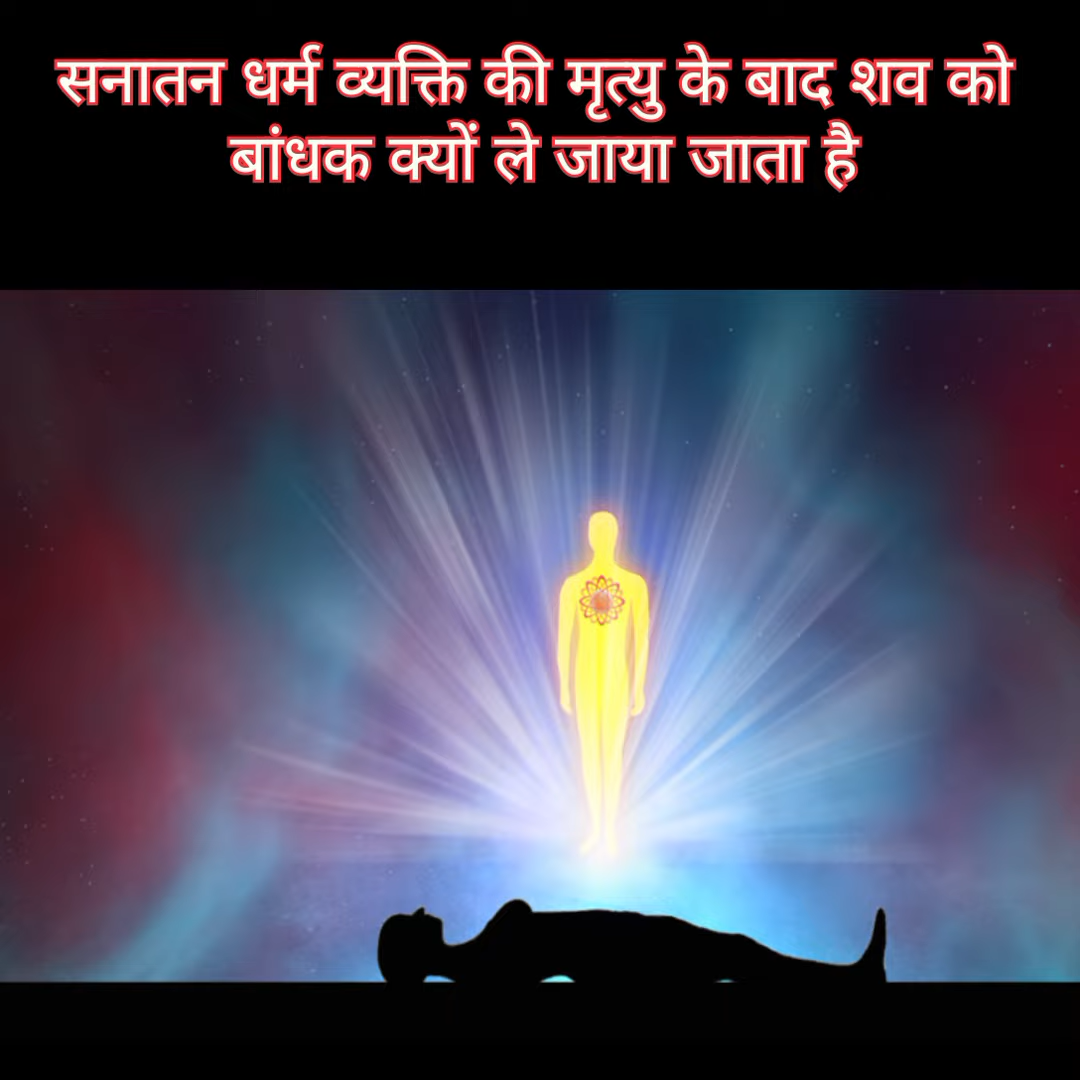 सनातन धर्म व्यक्ति की मृत्यु के बाद शव को
बांधक क्यों ले जाया जाता है